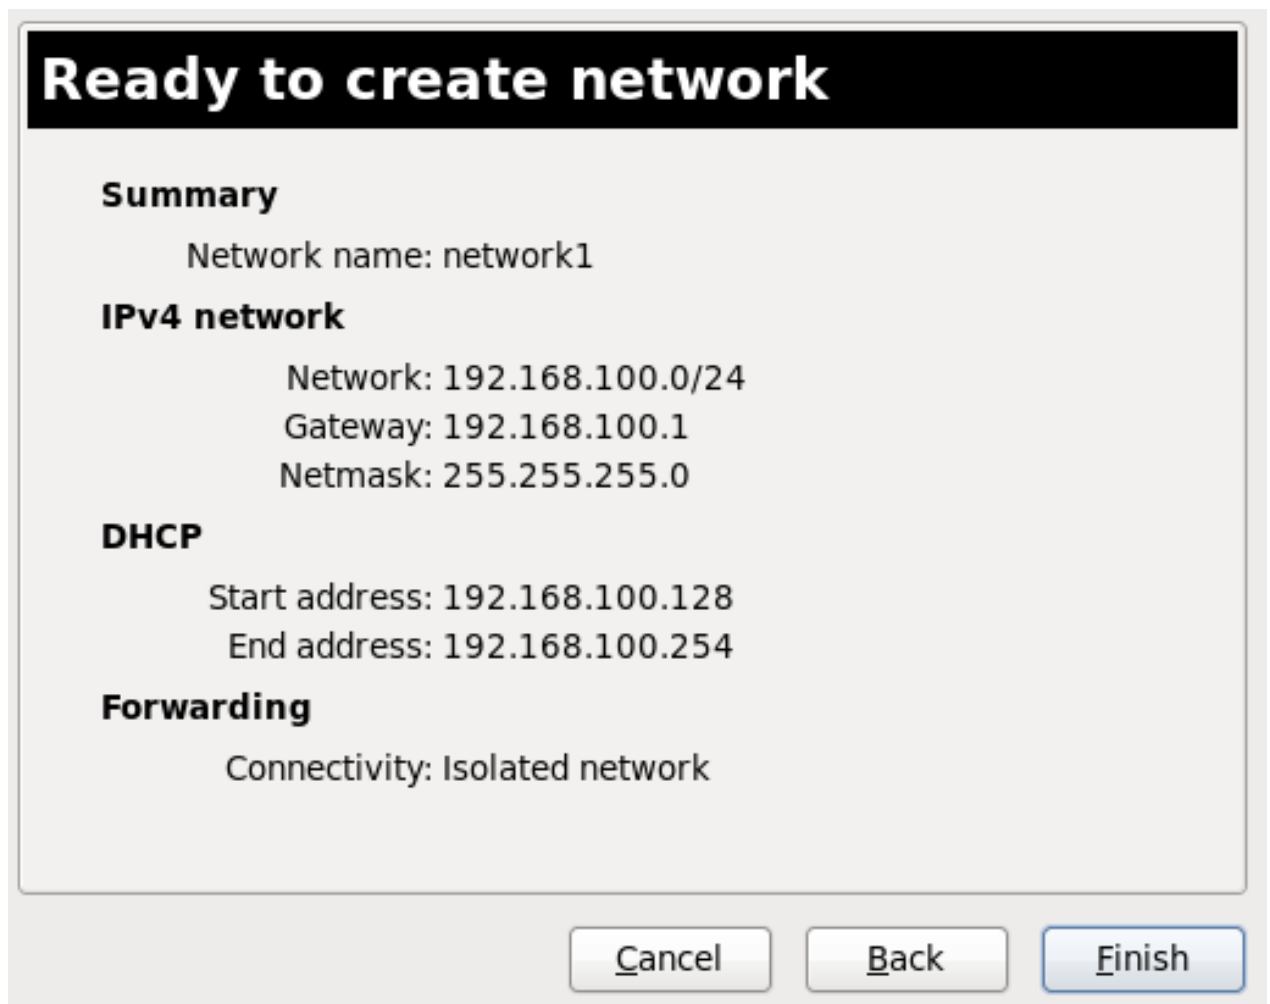 Ready to create network
Summary
Network name: network1
IPv4 network
Network: 192.168.100.0/24
Gateway: 192.168.100.1
Netmask: 255.255.255.0
DHCP
Start address: 192.168.100.128
End address: 192.168.100.254
Forwarding
Connectivity: Isolated network
Cancel Back Finish